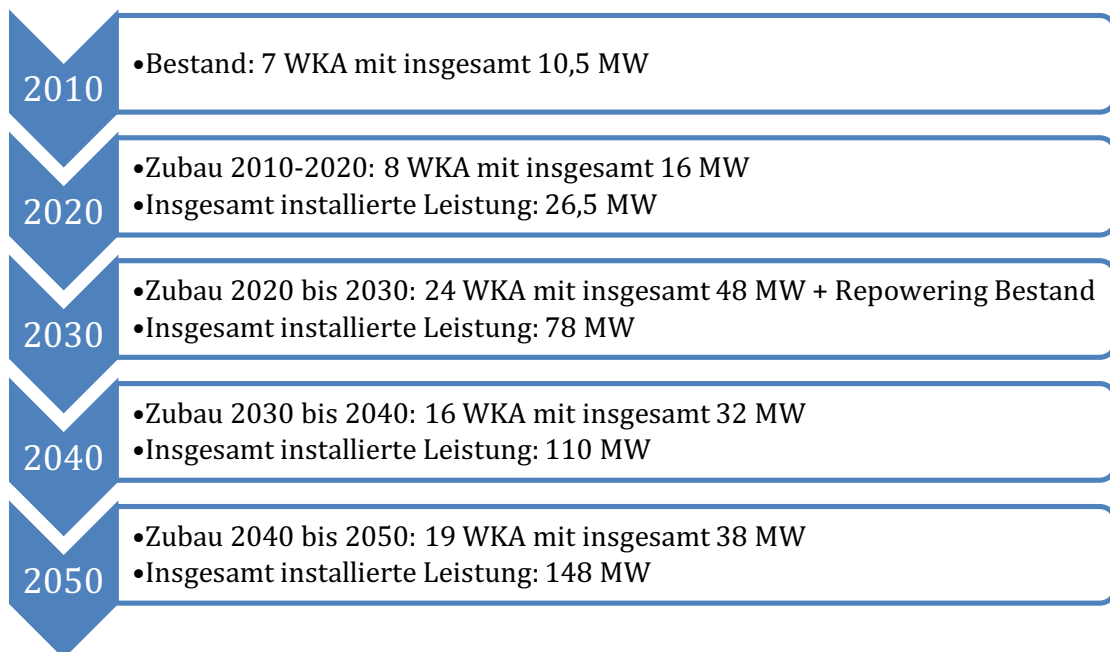 2010
•Bestand: 7 WKA mit insgesamt 10,5 MW
2020
•Zubau 2010-2020: 8 WKA mit insgesamt 16 MW
•Insgesamt installierte Leistung: 26,5 MW
2030
•Zubau 2020 bis 2030: 24 WKA mit insgesamt 48 MW + Repowering Bestand
•Insgesamt installierte Leistung: 78 MW
2040
•Zubau 2030 bis 2040: 16 WKA mit insgesamt 32 MW
•Insgesamt installierte Leistung: 110 MW
2050
•Zubau 2040 bis 2050: 19 WKA mit insgesamt 38 MW
•Insgesamt installierte Leistung: 148 MW